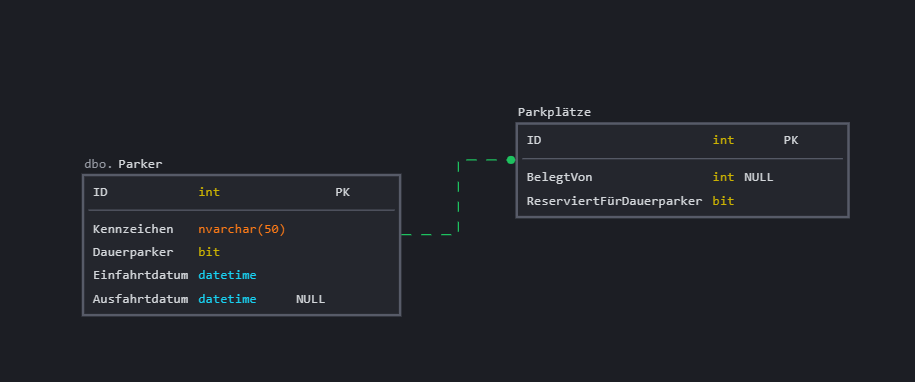 dbo. Parker
ID int PK
Kennzeichen nvarchar(50)
Dauerparker bit
Einfahrtdatum datetime
Ausfahrtdatum datetime NULL
Parkplätze
ID int PK
BelegtVon int NULL
ReserviertFürDauerparker bit